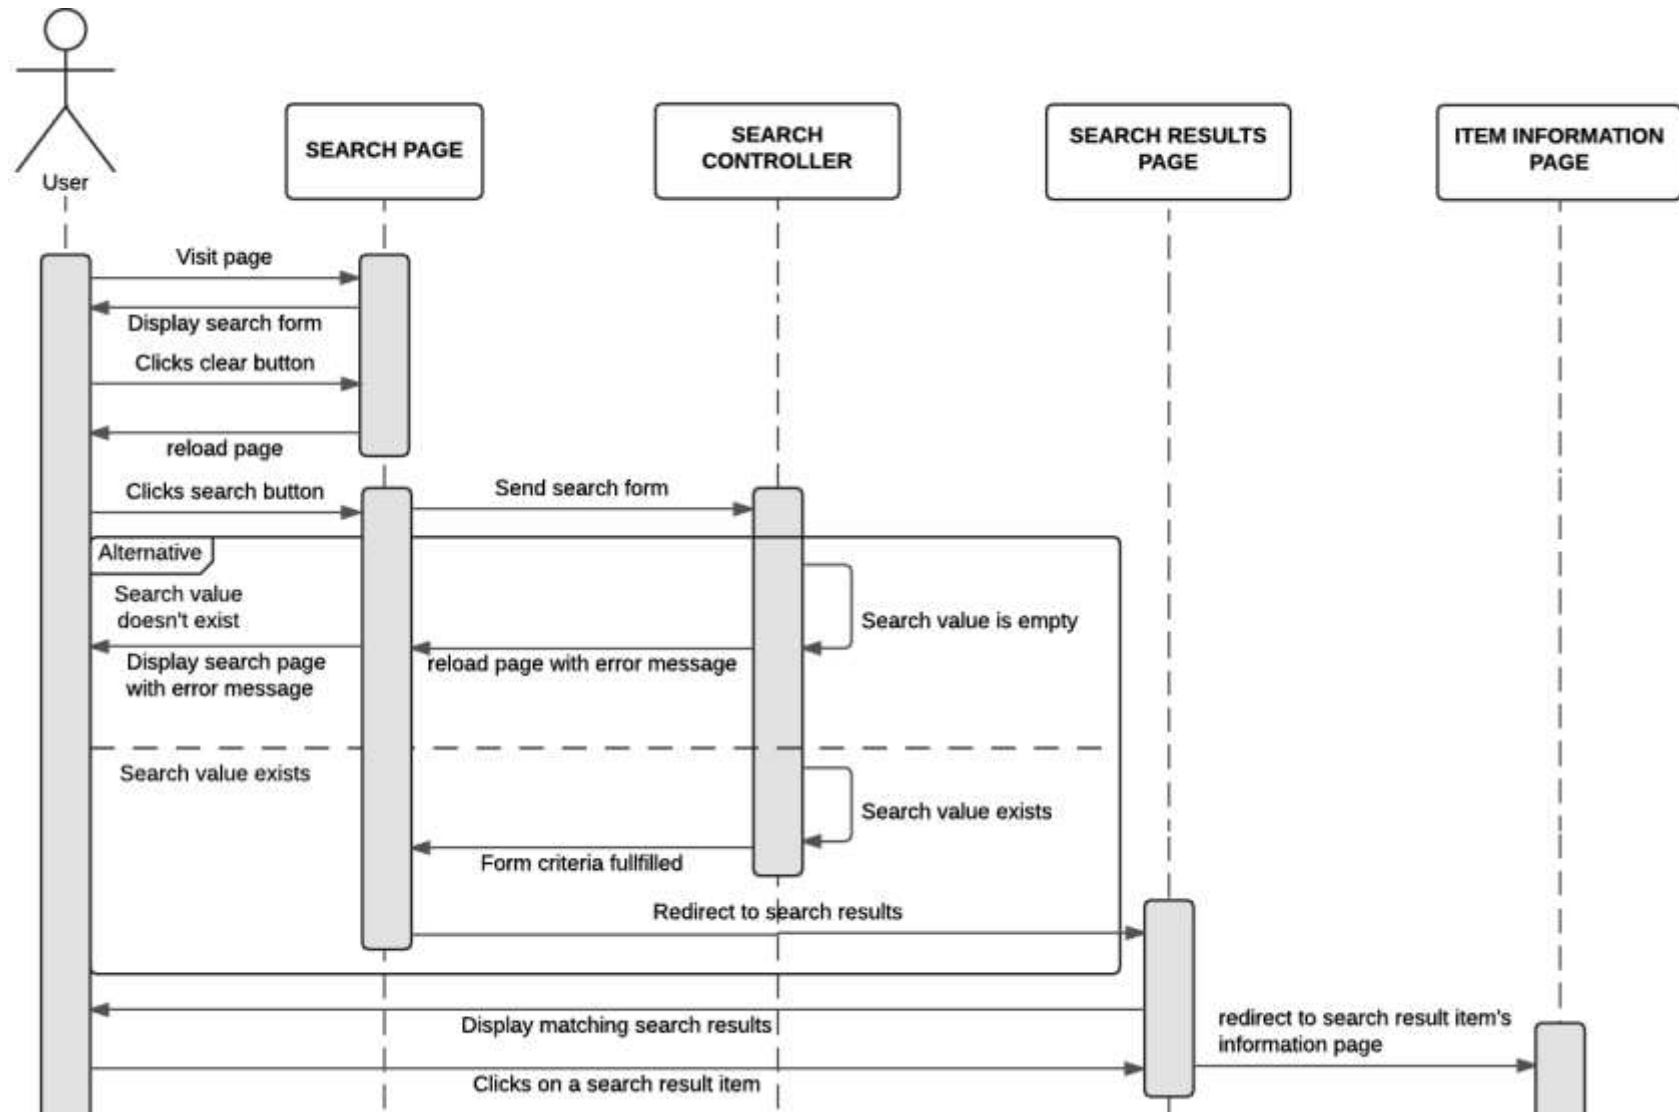 User
SEARCH PAGE
SEARCH
CONTROLLER
SEARCH RESULTS
PAGE
ITEM INFORMATION
PAGE
Visit page
Display search form
Clicks clear button
reload page
Clicks search button
Send search form
Alternative
Search value
doesn't exist
Search value is empty
reload page with error message
Display search page
with error message
Search value exists
Search value exists
Form criteria fullfilled
Redirect to search results
Display matching search results
redirect to search result item's
information page
Clicks on a search result item